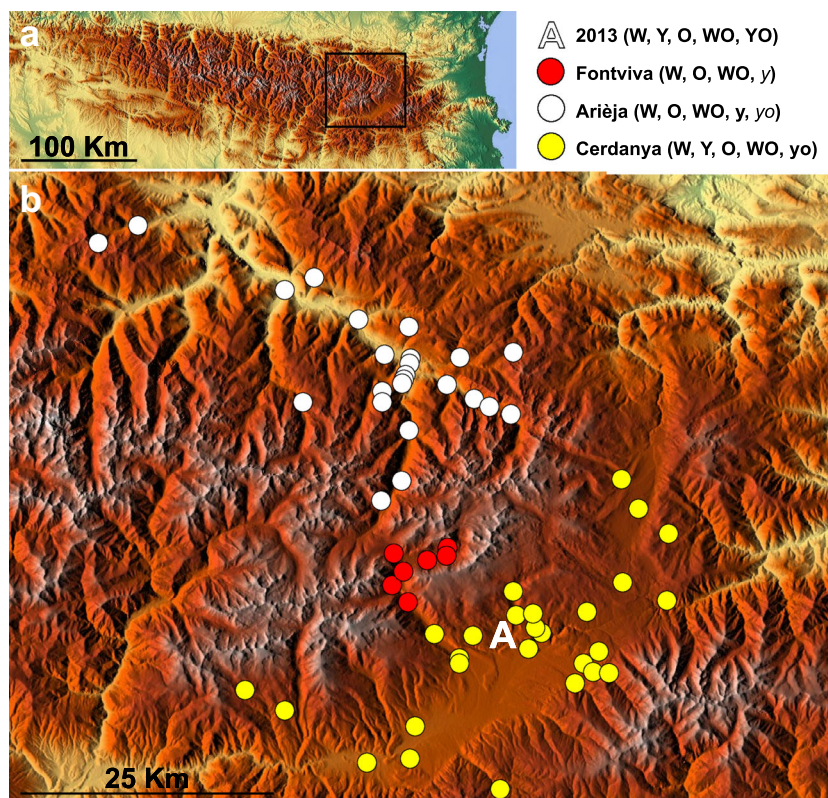 a
100 Km
A 2013 (W, Y, O, WO, YO)
Fontviva (W, O, WO, y)
Arièja (W, O, WO, y, yo)
Cerdanya (W, Y, O, WO, yo)
b
A
25 Km